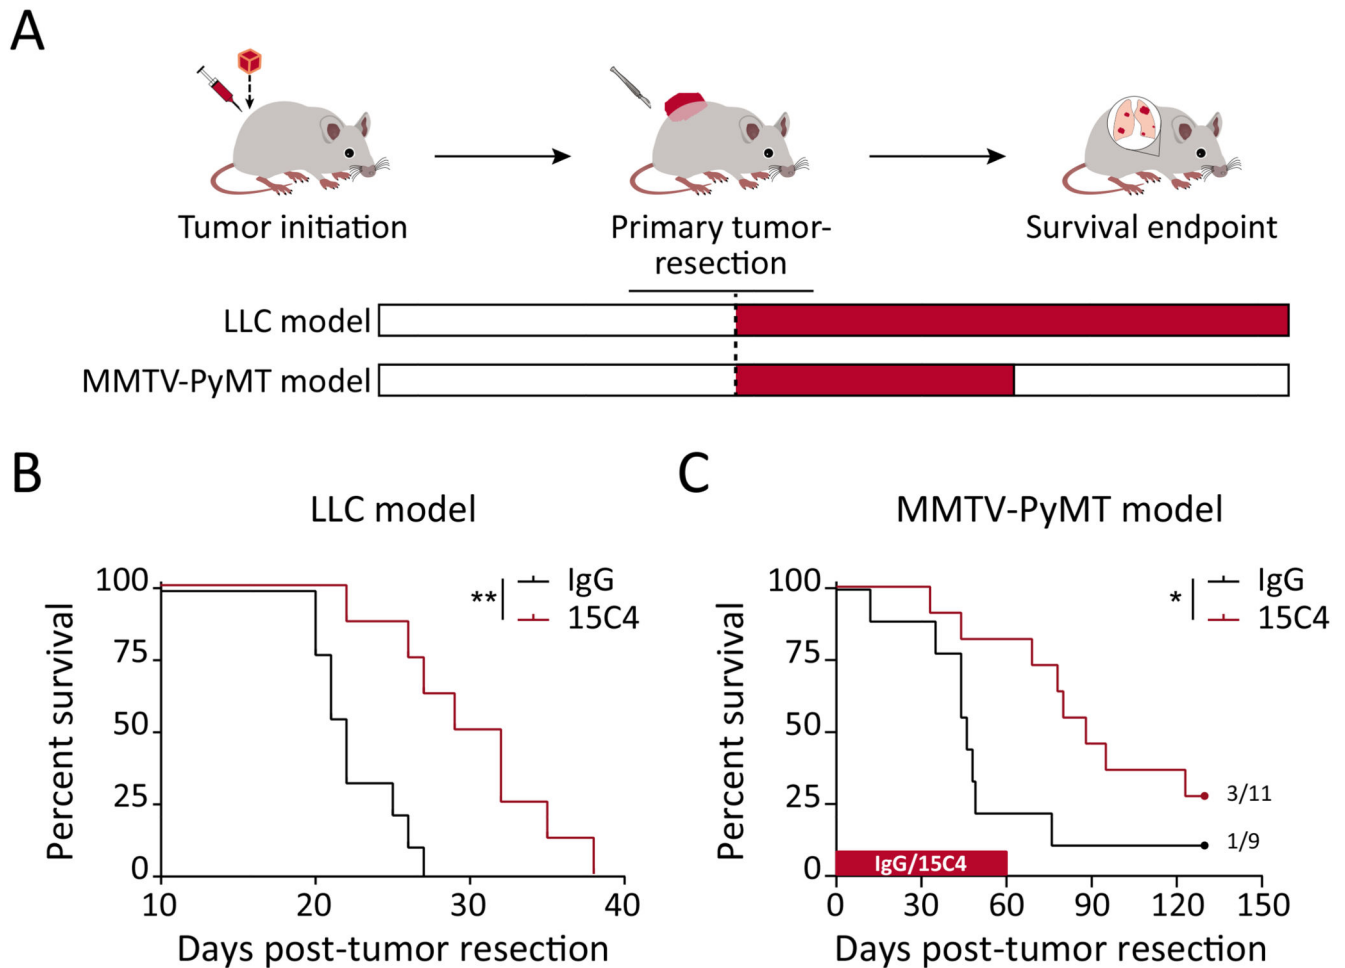 A
Tumor initiation
Primary tumor-
resection
Survival endpoint
LLC model
MMTV-PyMT model
B
LLC model
Percent survival
100
75
50
25
0
10
20
30
40
Days post-tumor resection
**
IgG
15C4
C
MMTV-PyMT model
Percent survival
100
75
50
25
0
0
30
60
90
120
150
Days post-tumor resection
*
IgG
15C4
3/11
1/9
IgG/15C4